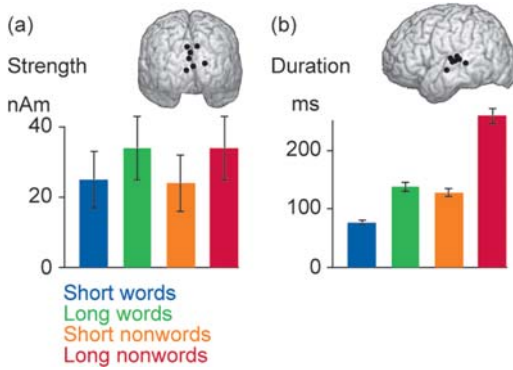 (a)
Strength
nAm
40
20
0
(b)
Duration
ms
200
100
0
Short words
Long words
Short nonwords
Long nonwords